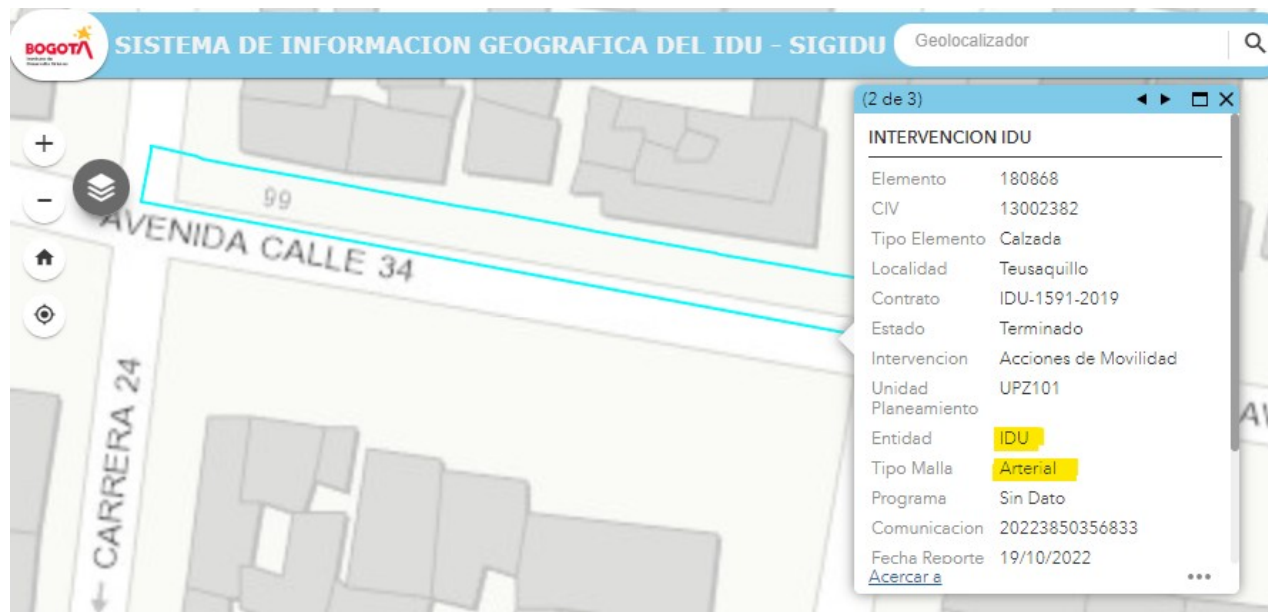 BOGOTÁ
SISTEMA DE INFORMACION GEOGRAFICA DEL IDU - SIGIDU
Geolocalizador
(2 de 3)
INTERVENCION IDU
Elemento 180868
CIV 13002382
Tipo Elemento Calzada
Localidad Teusaquillo
Contrato IDU-1591-2019
Estado Terminado
Intervencion Acciones de Movilidad
Unidad UPZ101
Planeamiento
Entidad IDU
Tipo Malla Arterial
Programa Sin Dato
Comunicacion 20223850356833
Fecha Reporte 19/10/2022
Acercar a
99
AVENIDA CALLE 34
← CARRERA 24
AV